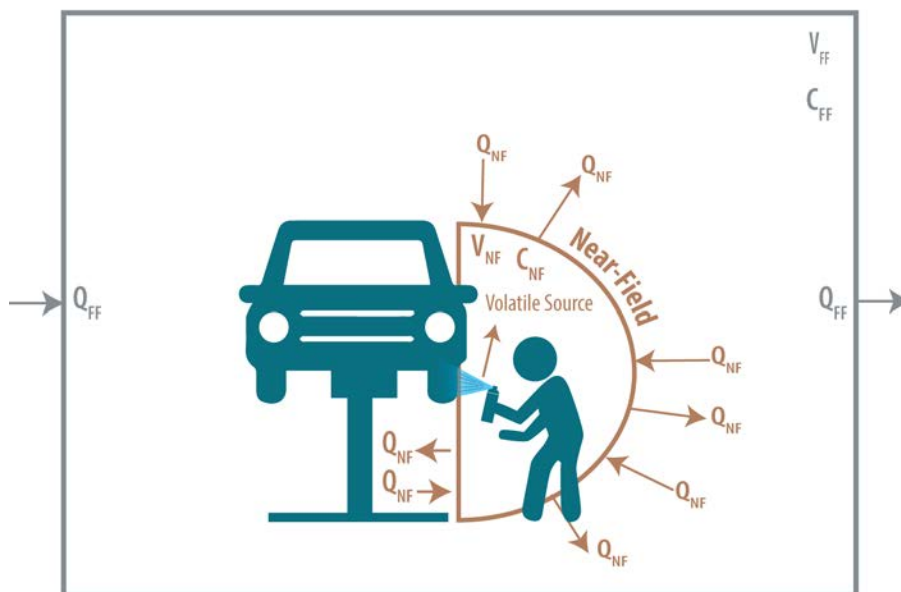 V_FF
C_FF
Q_NF
Q_NF
Near-Field
V_NF
C_NF
Volatile Source
Q_FF
Q_FF
Q_NF
Q_NF
Q_NF
Q_NF
Q_NF
Q_NF